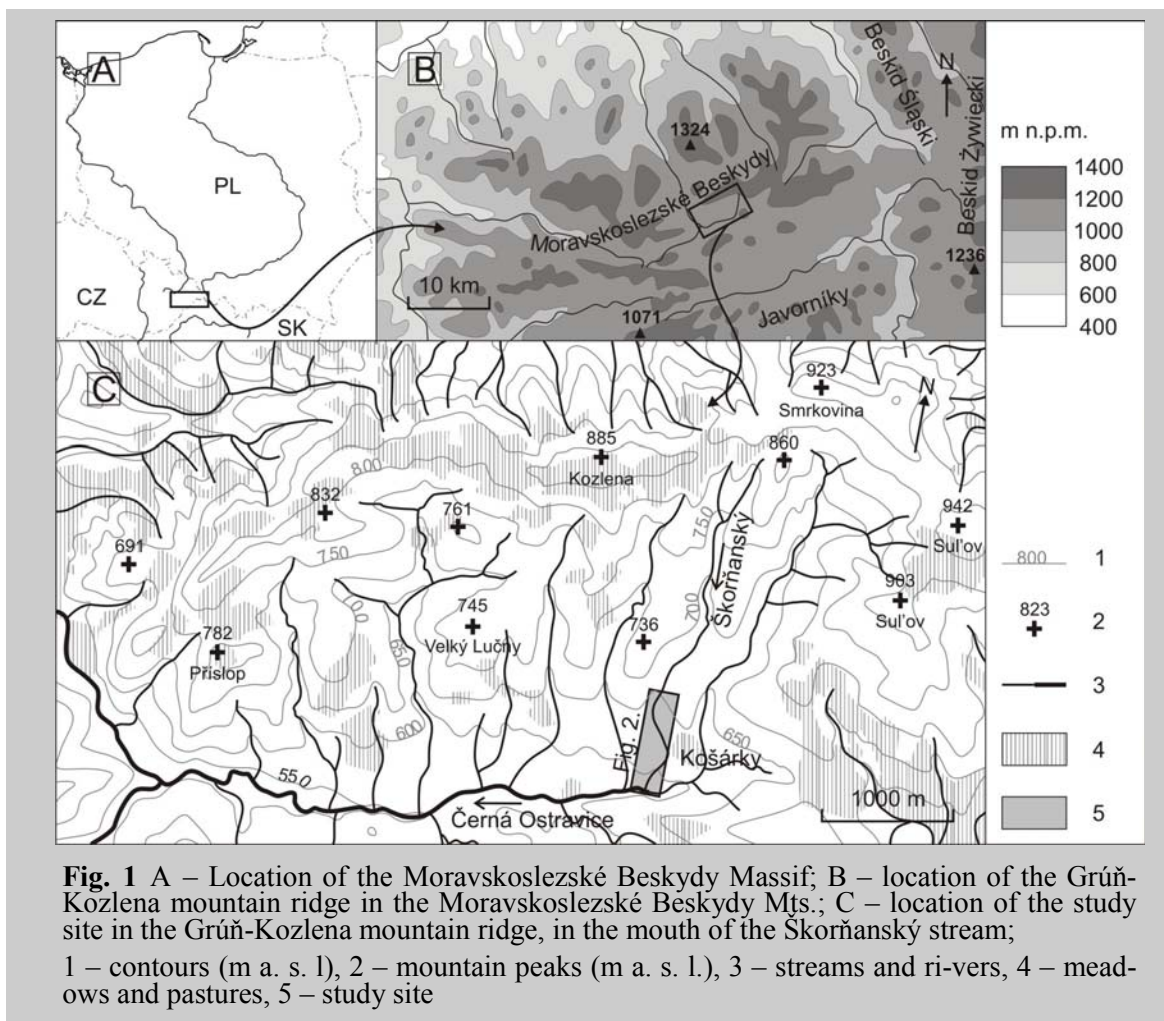 A
PL
CZ
SK
B
Beskid Śląski
N
Beskid Żywiecki
1324
Moravskoslezské Beskydy
1236
10 km
Javorníky
1071
m n.p.m.
1400
1200
1000
800
600
400
C
923
Smrkovina
N
885
Kozlena
860
800
832
761
750
750
942
Sul'ov
691
903
Sul'ov
Škorňanský
700
745
Velký Lučňy
736
782
Příslop
650
600
650
Fig. 2.
Košárky
550
1000 m
Černá Ostravice
800
1
823
2
3
4
5
Fig. 1 A – Location of the Moravskoslezské Beskydy Massif; B – location of the Grúň-
Kozlena mountain ridge in the Moravskoslezské Beskydy Mts.; C – location of the study
site in the Grúň-Kozlena mountain ridge, in the mouth of the Škorňanský stream;
1 – contours (m a. s. l), 2 – mountain peaks (m a. s. l.), 3 – streams and ri-vers, 4 – mead-
ows and pastures, 5 – study site